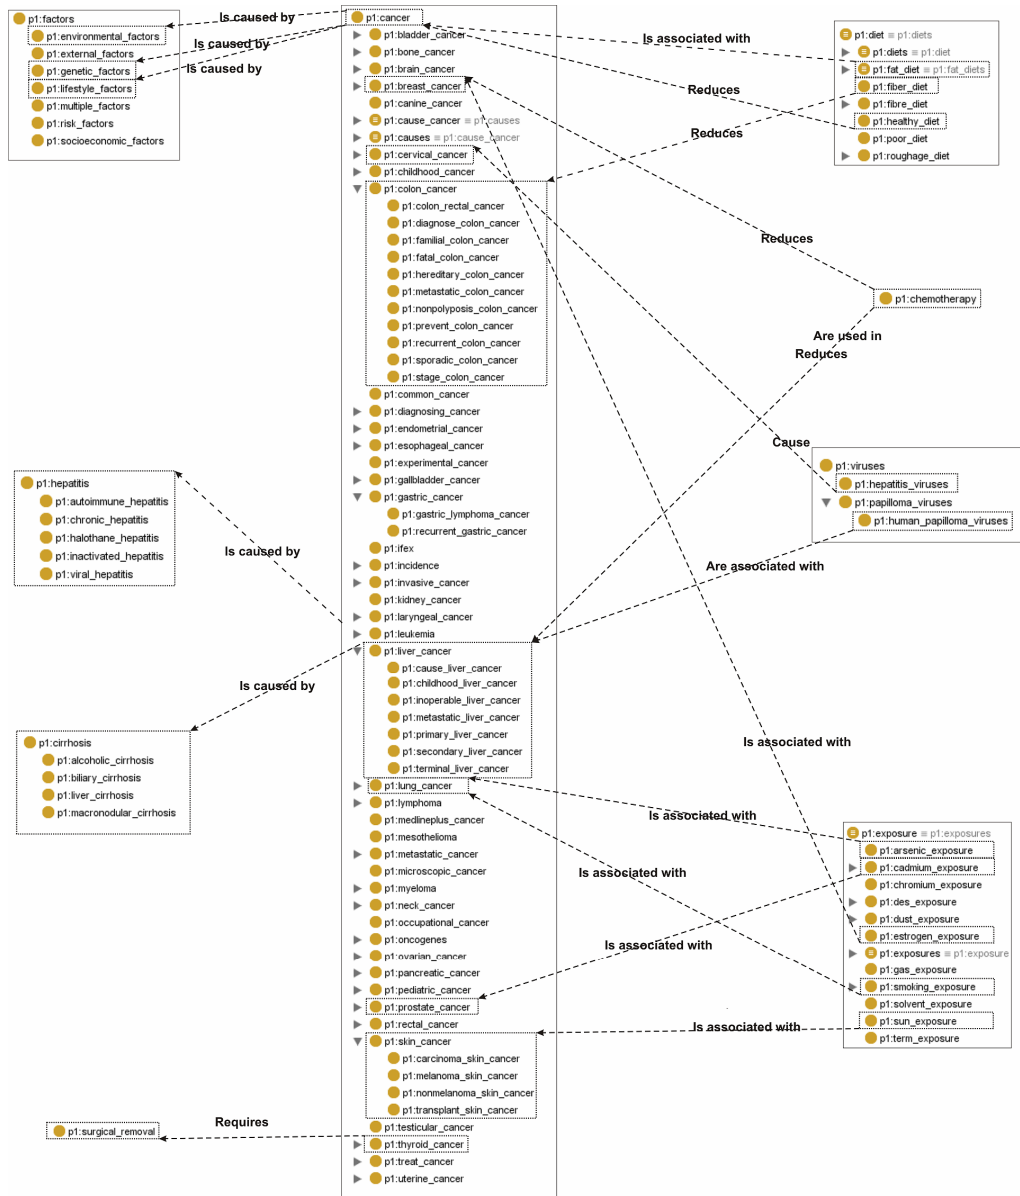 p1:factors
p1:environmental_factors
p1:external_factors
p1:genetic_factors
p1:lifestyle_factors
p1:multiple_factors
p1:risk_factors
p1:socioeconomic_factors
Is caused by
Is caused by
Is caused by
p1:hepatitis
p1:autoimmune_hepatitis
p1:chronic_hepatitis
p1:halothane_hepatitis
p1:inactivated_hepatitis
p1:viral_hepatitis
Is caused by
Is caused by
p1:cirrhosis
p1:alcoholic_cirrhosis
p1:biliary_cirrhosis
p1:liver_cirrhosis
p1:macronodular_cirrhosis
p1:surgical_removal
Requires
p1:cancer
p1:bladder_cancer
p1:bone_cancer
p1:brain_cancer
p1:breast_cancer
p1:canine_cancer
p1:cause_cancer ≡ p1:causes
p1:causes ≡ p1:cause_cancer
p1:cervical_cancer
p1:childhood_cancer
p1:colon_cancer
p1:colon_rectal_cancer
p1:diagnose_colon_cancer
p1:familial_colon_cancer
p1:fatal_colon_cancer
p1:hereditary_colon_cancer
p1:metastatic_colon_cancer
p1:nonpolyposis_colon_cancer
p1:prevent_colon_cancer
p1:recurrent_colon_cancer
p1:sporadic_colon_cancer
p1:stage_colon_cancer
p1:common_cancer
p1:diagnosing_cancer
p1:endometrial_cancer
p1:esophageal_cancer
p1:experimental_cancer
p1:gallbladder_cancer
p1:gastric_cancer
p1:gastric_lymphoma_cancer
p1:recurrent_gastric_cancer
p1:ifex
p1:incidence
p1:invasive_cancer
p1:kidney_cancer
p1:laryngeal_cancer
p1:leukemia
p1:liver_cancer
p1:cause_liver_cancer
p1:childhood_liver_cancer
p1:inoperable_liver_cancer
p1:metastatic_liver_cancer
p1:primary_liver_cancer
p1:secondary_liver_cancer
p1:terminal_liver_cancer
p1:lung_cancer
p1:lymphoma
p1:medlineplus_cancer
p1:mesothelioma
p1:metastatic_cancer
p1:microscopic_cancer
p1:myeloma
p1:neck_cancer
p1:occupational_cancer
p1:oncogenes
p1:ovarian_cancer
p1:pancreatic_cancer
p1:pediatric_cancer
p1:prostate_cancer
p1:rectal_cancer
p1:skin_cancer
p1:carcinoma_skin_cancer
p1:melanoma_skin_cancer
p1:nonmelanoma_skin_cancer
p1:transplant_skin_cancer
p1:testicular_cancer
p1:thyroid_cancer
p1:treat_cancer
p1:uterine_cancer
Is associated with
Reduces
Reduces
Reduces
Are used in
Reduces
Cause
Are associated with
Is associated with
Is associated with
Is associated with
Is associated with
Is associated with
p1:diet ≡ p1:diets
p1:diets ≡ p1:diet
p1:fat_diet ≡ p1:fat_diets
p1:fiber_diet
p1:fibre_diet
p1:healthy_diet
p1:poor_diet
p1:roughage_diet
p1:chemotherapy
p1:viruses
p1:hepatitis_viruses
p1:papilloma_viruses
p1:human_papilloma_viruses
p1:exposure ≡ p1:exposures
p1:arsenic_exposure
p1:cadmium_exposure
p1:chromium_exposure
p1:des_exposure
p1:dust_exposure
p1:estrogen_exposure
p1:exposures ≡ p1:exposure
p1:gas_exposure
p1:smoking_exposure
p1:solvent_exposure
p1:sun_exposure
p1:term_exposure